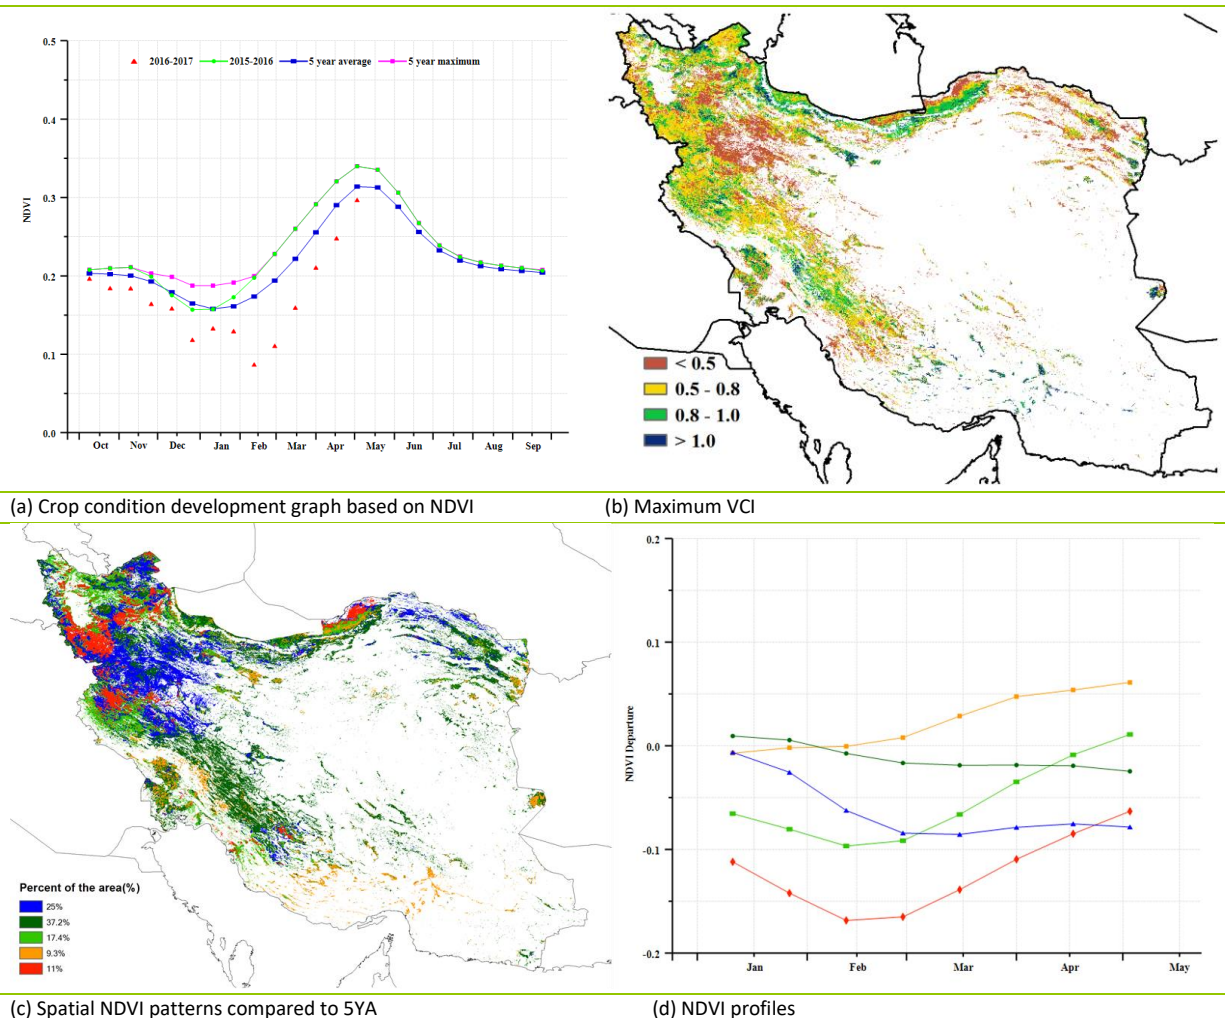 0.5
0.4
0.3
0.2
0.1
0.0
NDVI
2016-2017 2015-2016 5 year average 5 year maximum
Oct Nov Dec Jan Feb Mar Apr May Jun Jul Aug Sep
< 0.5
0.5 - 0.8
0.8 - 1.0
> 1.0
(a) Crop condition development graph based on NDVI
(b) Maximum VCI
Percent of the area(%)
25%
37.2%
17.4%
9.3%
11%
0.2
0.1
0.0
-0.1
-0.2
NDVI Departure
Jan Feb Mar Apr May
(c) Spatial NDVI patterns compared to 5YA
(d) NDVI profiles